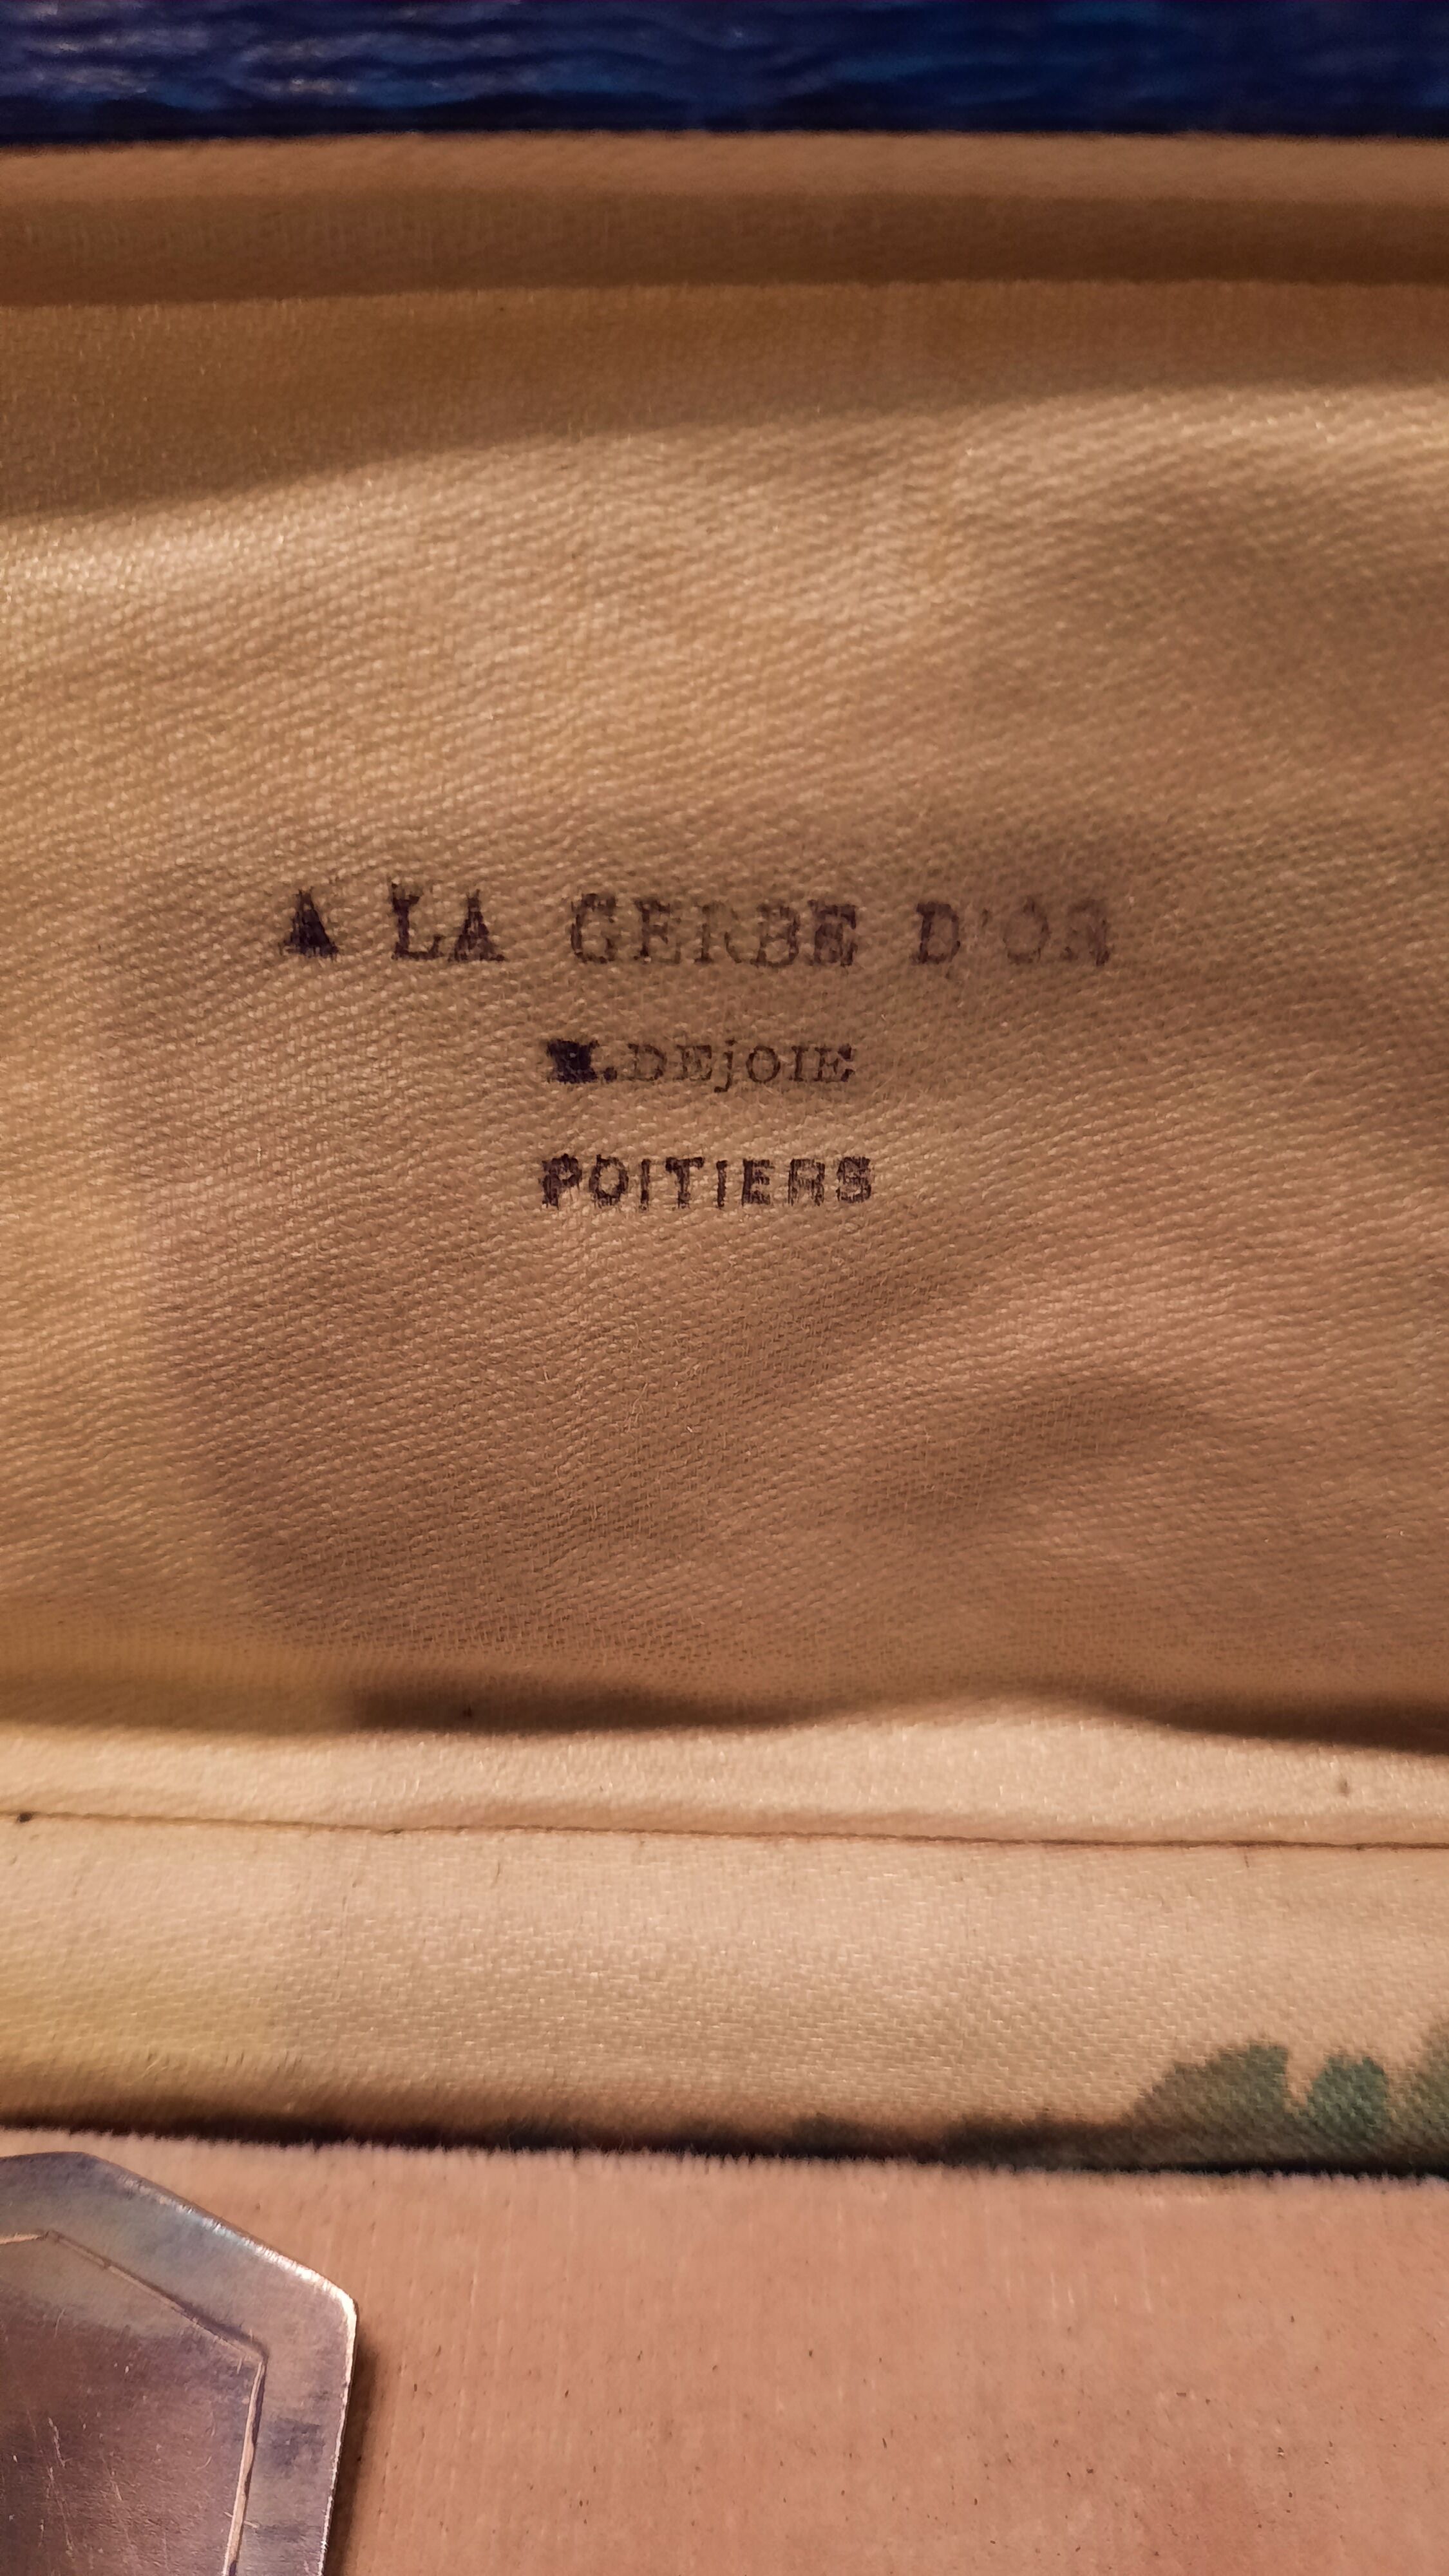 A LA GERBE D'OR
DEjOIE
POITIERS